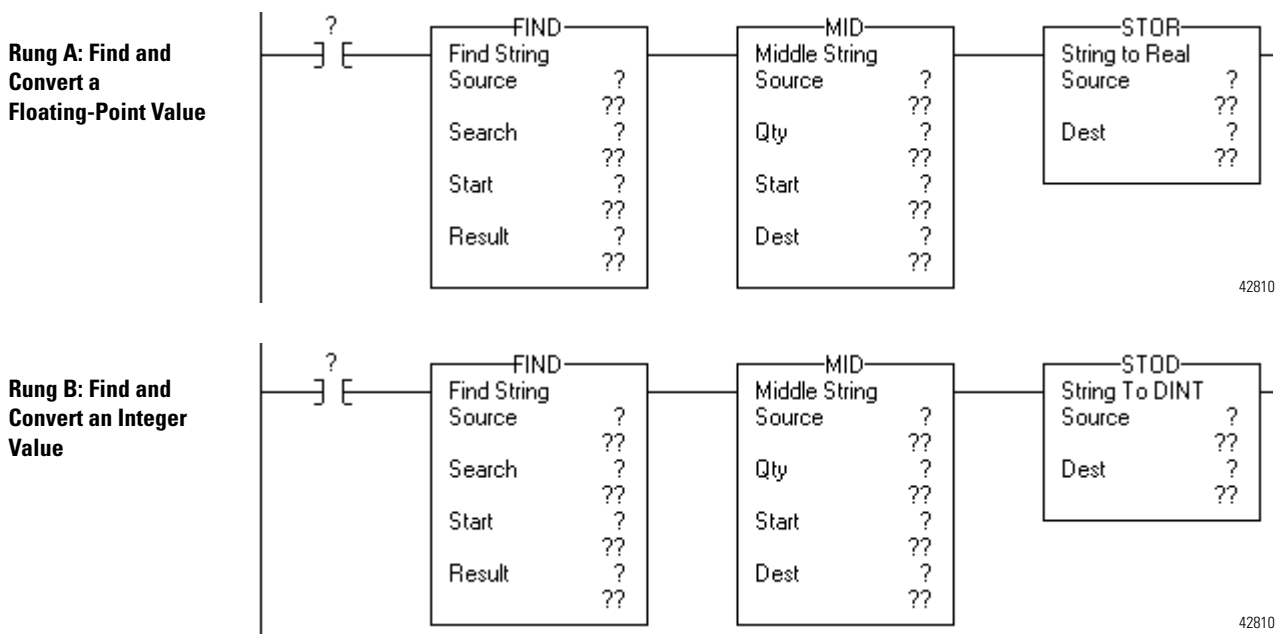 Rung A: Find and
Convert a
Floating-Point Value
?
FIND
Find String
Source ?
??
Search ?
??
Start ?
??
Result ?
??
MID
Middle String
Source ?
??
Qty ?
??
Start ?
??
Dest ?
??
STOR
String to Real
Source ?
??
Dest ?
??
42810
Rung B: Find and
Convert an Integer
Value
?
FIND
Find String
Source ?
??
Search ?
??
Start ?
??
Result ?
??
MID
Middle String
Source ?
??
Qty ?
??
Start ?
??
Dest ?
??
STOD
String To DINT
Source ?
??
Dest ?
??
42810